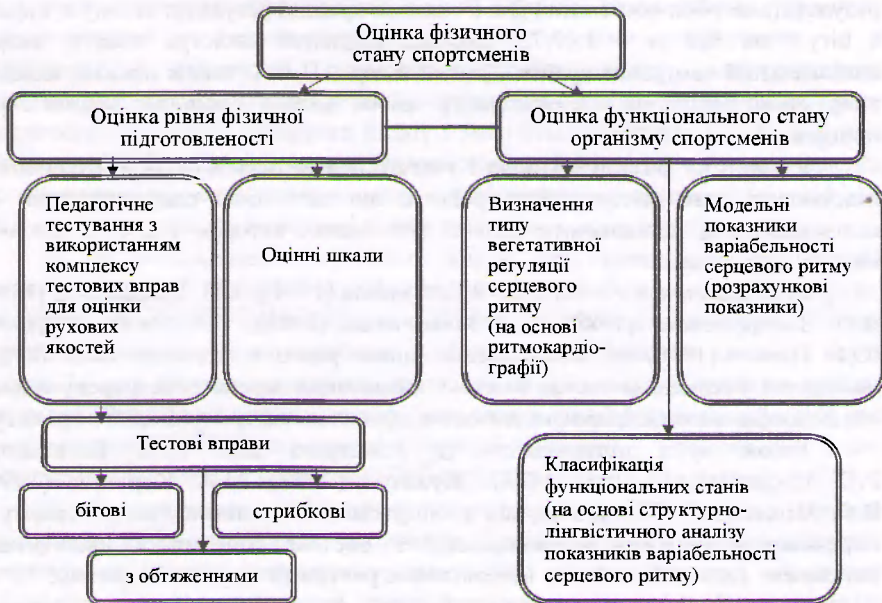 Оцінка фізичного
стану спортсменів
Оцінка рівня фізичної
підготовленості
Оцінка функціонального стану
організму спортсменів
Педагогічне
тестування з
використанням
комплексу
тестових вправ
для оцінки
рухових
якостей
Оцінні шкали
Визначення
типу
вегетативної
регуляції
серцевого
ритму
(на основі
ритмокардіо-
графії)
Модельні
показники
варіабельності
серцевого ритму
(розрахункові
показники)
Тестові вправи
бігові
стрибкові
з обтяженнями
Класифікація
функціональних станів
(на основі структурно-
лінгвістичного аналізу
показників варіабельності
серцевого ритму)